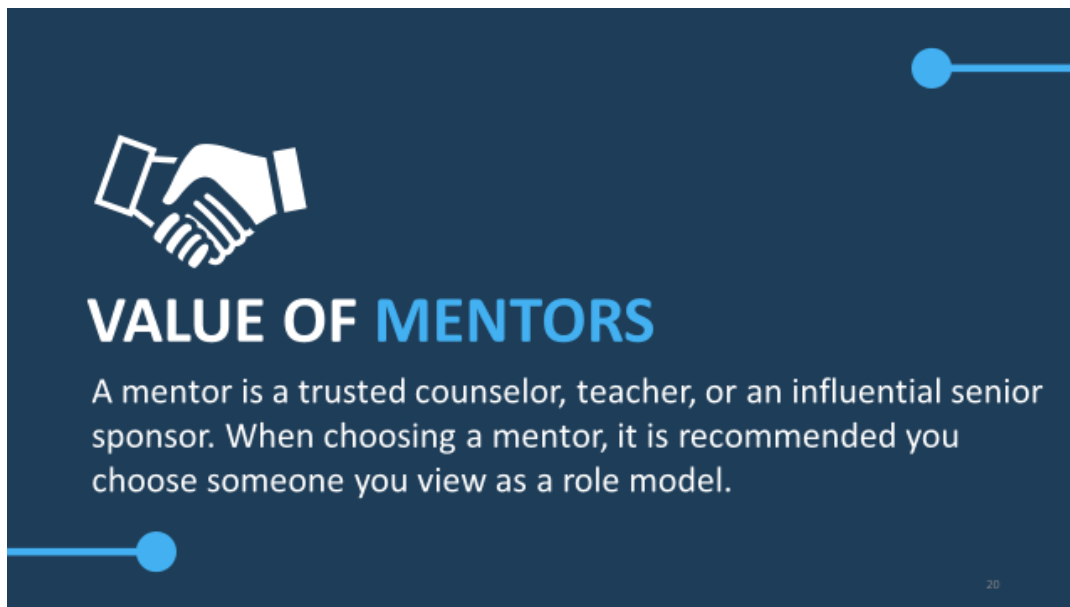 VALUE OF MENTORS
A mentor is a trusted counselor, teacher, or an influential senior
sponsor. When choosing a mentor, it is recommended you
choose someone you view as a role model.
20